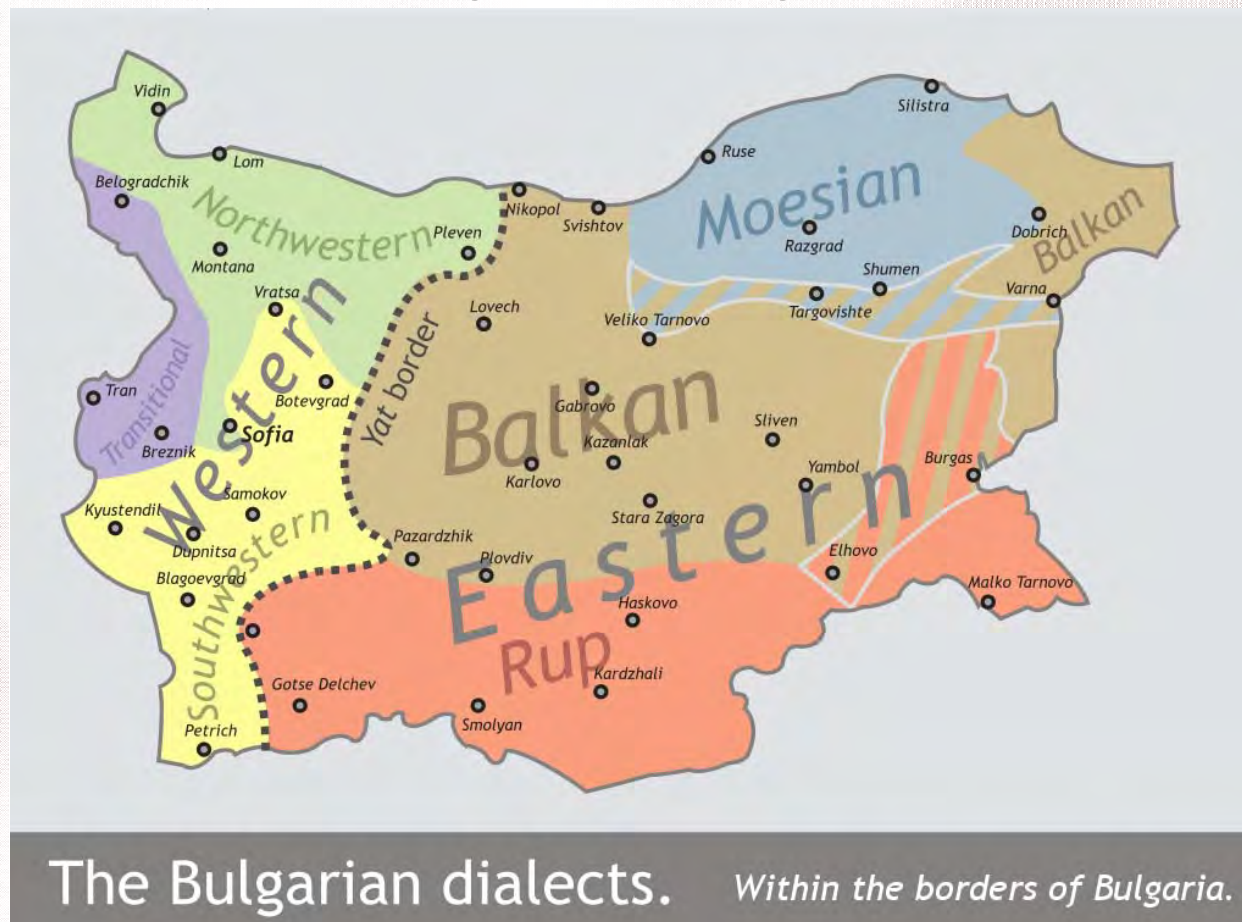 Vidin
Silistra
Lom
Ruse
Belogradchik
Northwestern
Nikopol
Svishtov
Moesian
Pleven
Razgrad
Dobrich
Balkan
Montana
Shumen
Vratsa
Varna
Targovishte
Lovech
Veliko Tarnovo
Yat border
Western
Tran
Transitional
Botevgrad
Gabrovo
Balkan
Sofia
Breznik
Sliven
Kazanlak
Karlovo
Yambol
Burgas
Samokov
Kyustendil
Stara Zagora
Dupnitsa
Southwestern
Pazardzhik
Plovdiv
Eastern
Elhovo
Blagoevgrad
Malko Tarnovo
Haskovo
Rup
Kardzhali
Gotse Delchev
Smolyan
Petrich
The Bulgarian dialects.
Within the borders of Bulgaria.